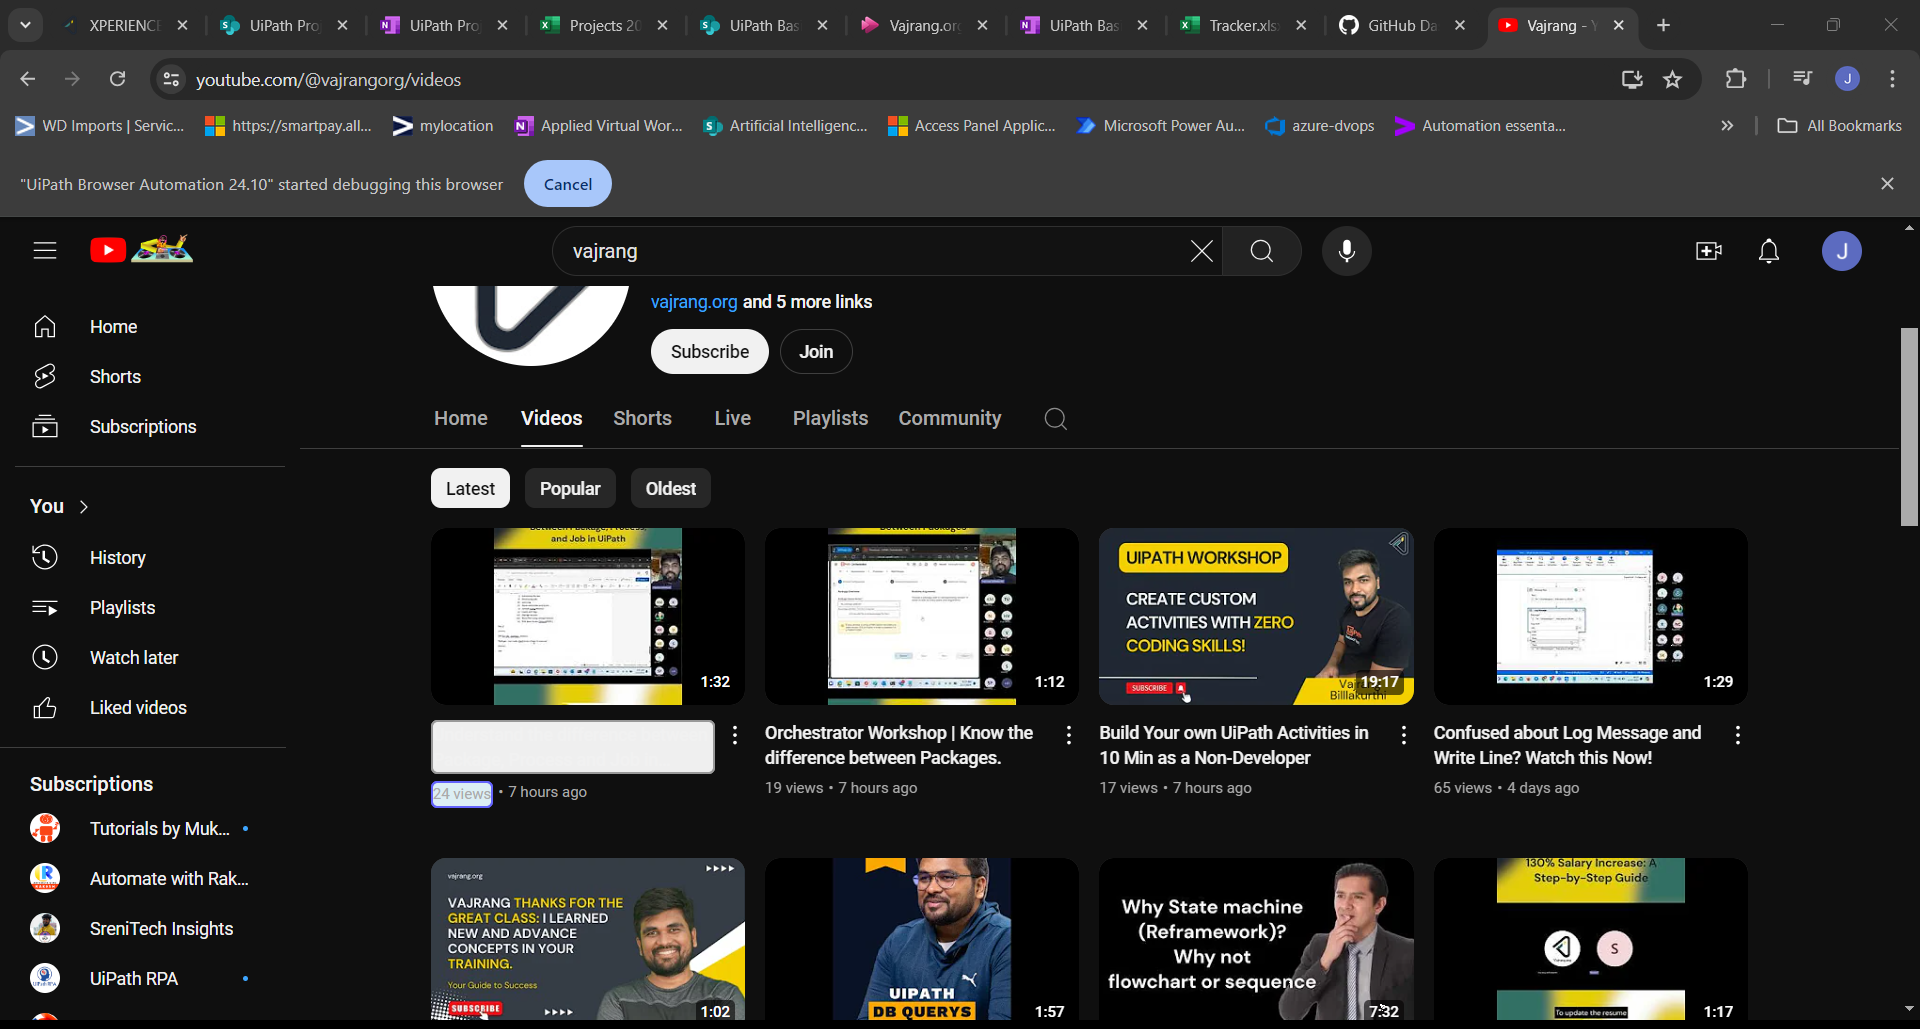 XPERIENCE
UiPath Pro
UiPath Pro
Projects 20
UiPath Bas
Vajrang.org
UiPath Bas
Tracker.xls
GitHub Da
Vajrang - Y
youtube.com/@vajrangorg/videos
WD Imports | Servic...
https://smartpay.all...
mylocation
Applied Virtual Wor...
Artificial Intelligenc...
Access Panel Applic...
Microsoft Power Au...
azure-dvops
Automation essenta...
All Bookmarks
"UiPath Browser Automation 24.10" started debugging this browser
Cancel
vajrang
J
Home
Shorts
Subscriptions
You
History
Playlists
Watch later
Liked videos
Subscriptions
Tutorials by Muk...
Automate with Rak...
SreniTech Insights
UiPath RPA
vajrang.org and 5 more links
Subscribe
Join
Home
Videos
Shorts
Live
Playlists
Community
Latest
Popular
Oldest
between Package, Process,
and Job in UiPath
1:32
24 views • 7 hours ago
Between Packages
1:12
Orchestrator Workshop | Know the
difference between Packages.
19 views • 7 hours ago
UIPATH WORKSHOP
CREATE CUSTOM
ACTIVITIES WITH ZERO
CODING SKILLS!
SUBSCRIBE
Billakurthi
19:17
Build Your own UiPath Activities in
10 Min as a Non-Developer
17 views • 7 hours ago
1:29
Confused about Log Message and
Write Line? Watch this Now!
65 views • 4 days ago
vajrang.org
VAJRANG THANKS FOR THE
GREAT CLASS: I LEARNED
NEW AND ADVANCE
CONCEPTS IN YOUR
TRAINING.
Your Guide to Success
SUBSCRIBE
1:02
UIPATH
DB QUERYS
1:57
Why State machine
(Reframework)?
Why not
flowchart or sequence
7:32
130% Salary Increase: A
Step-by-Step Guide
S
To update the resume
1:17